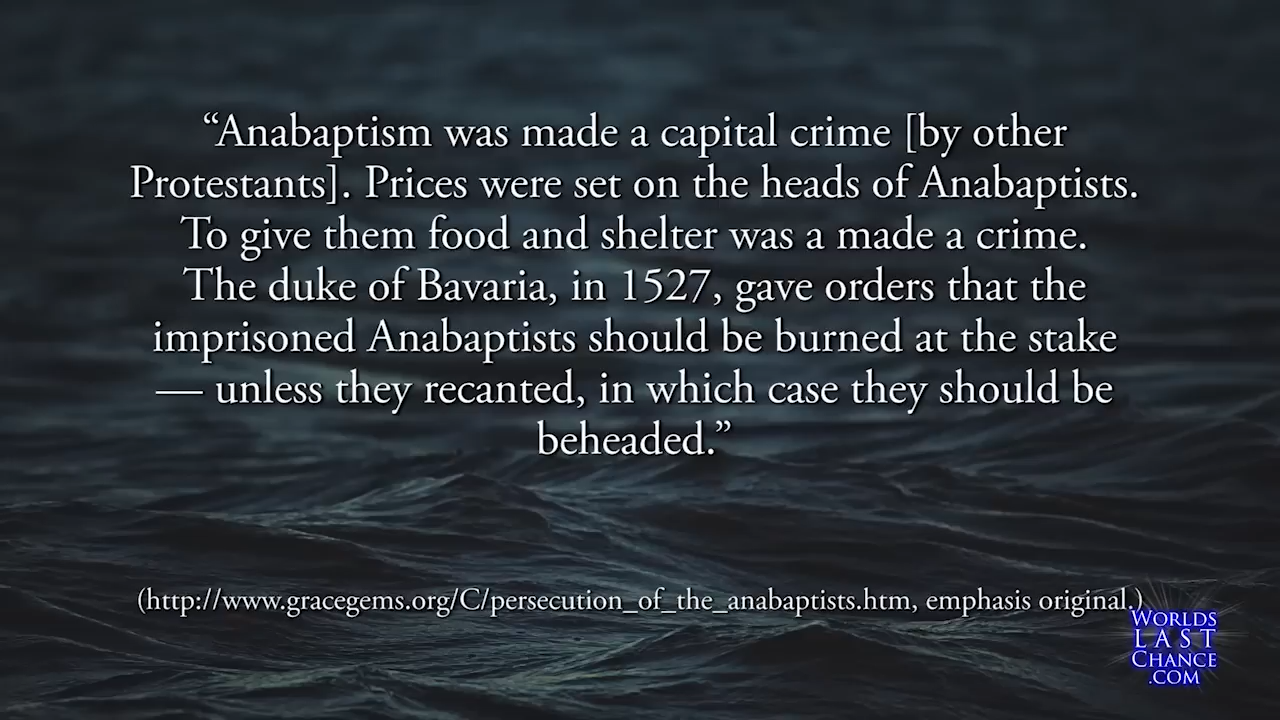 “Anabaptism was made a capital crime [by other
Protestants]. Prices were set on the heads of Anabaptists.
To give them food and shelter was a made a crime.
The duke of Bavaria, in 1527, gave orders that the
imprisoned Anabaptists should be burned at the stake
— unless they recanted, in which case they should be
beheaded.”
(http://www.gracegems.org/C/persecution_of_the_anabaptists.htm, emphasis original.)
WORLDS
LAST
CHANCE
.COM